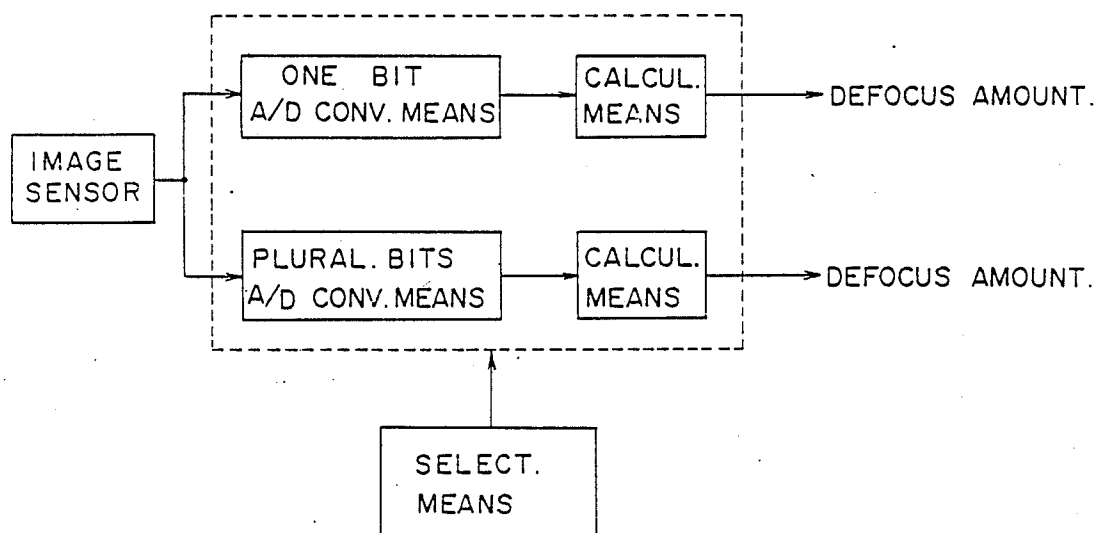 ONE BIT
A/D CONV. MEANS
CALCUL.
MEANS
DEFOCUS AMOUNT.
IMAGE
SENSOR
PLURAL. BITS
A/D CONV. MEANS
CALCUL.
MEANS
DEFOCUS AMOUNT.
SELECT.
MEANS